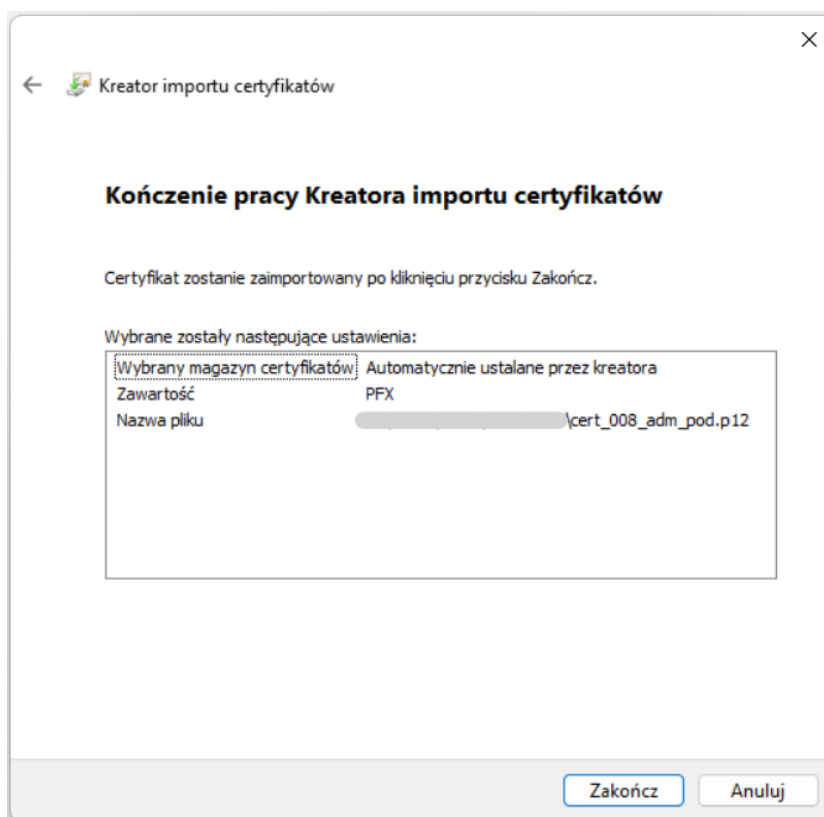 Kreator importu certyfikatów
Kończenie pracy Kreatora importu certyfikatów
Certyfikat zostanie zaimportowany po kliknięciu przycisku Zakończ.
Wybrane zostały następujące ustawienia:
Wybrany magazyn certyfikatów Automatycznie ustalane przez kreatora
Zawartość PFX
Nazwa pliku \cert_008_adm_pod.p12
Zakończ Anuluj